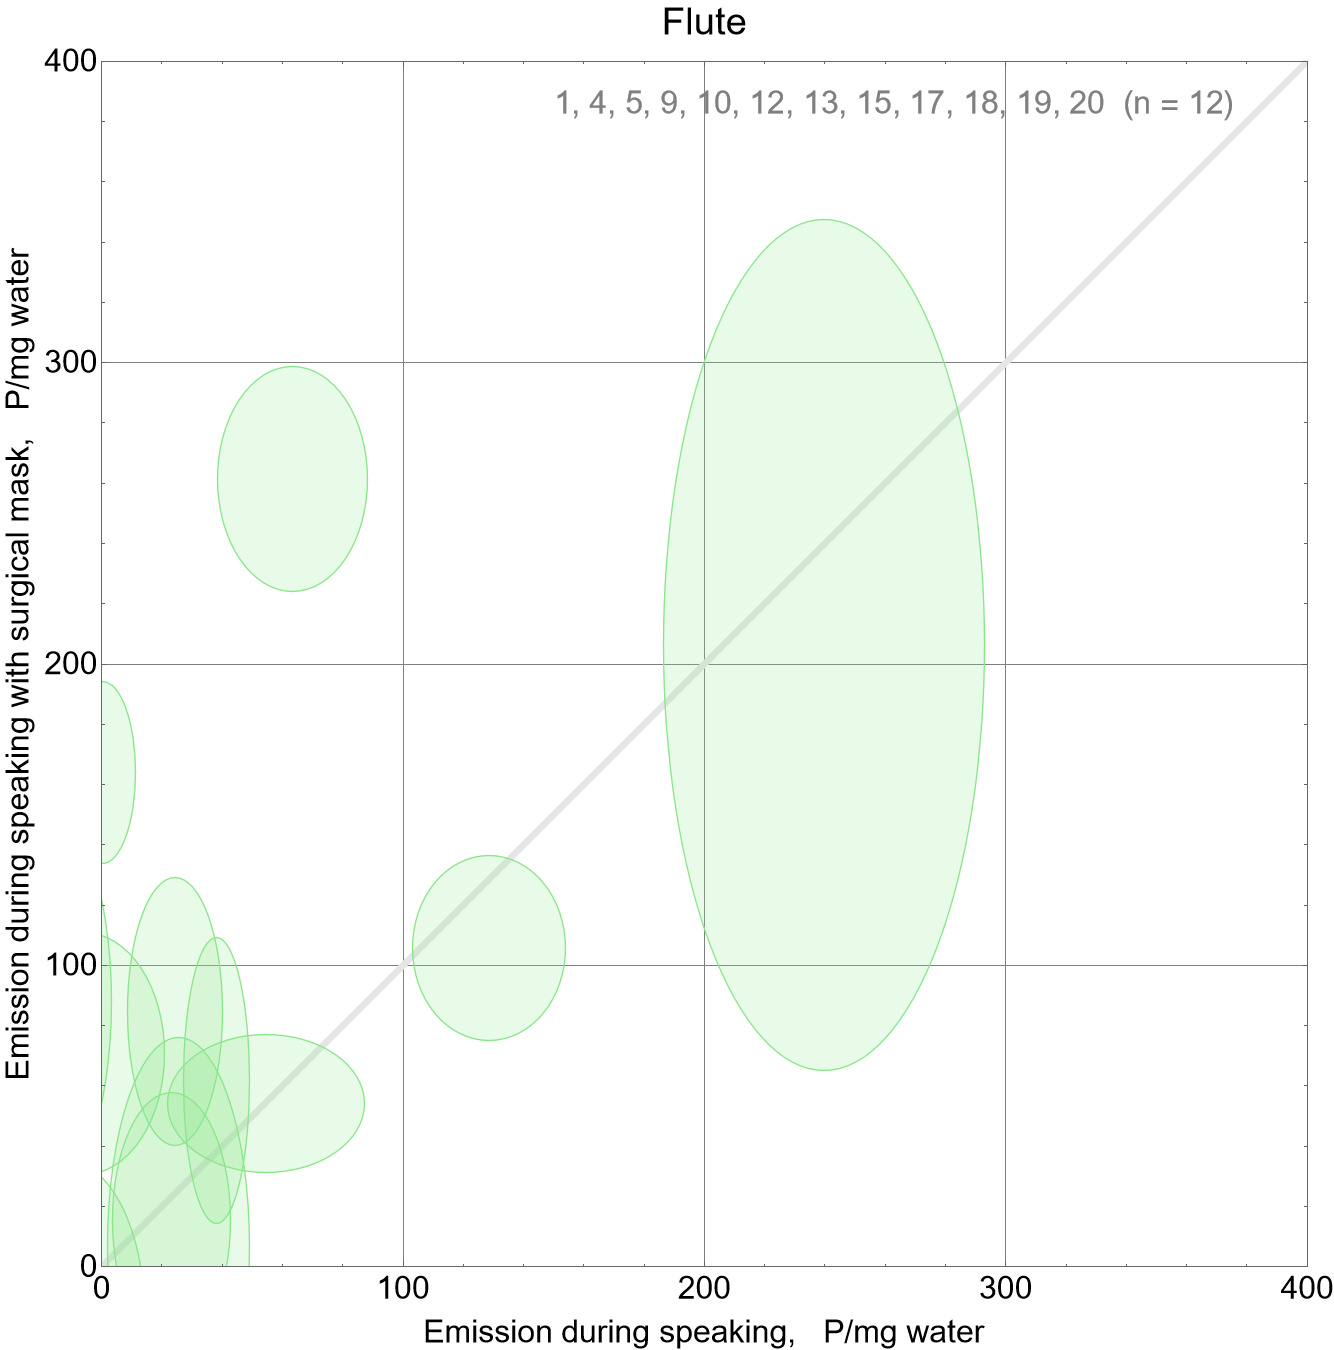 Flute
1, 4, 5, 9, 10, 12, 13, 15, 17, 18, 19, 20 (n = 12)
Emission during speaking with surgical mask, P/mg water
400
300
200
100
0
0 100 200 300 400
Emission during speaking, P/mg water